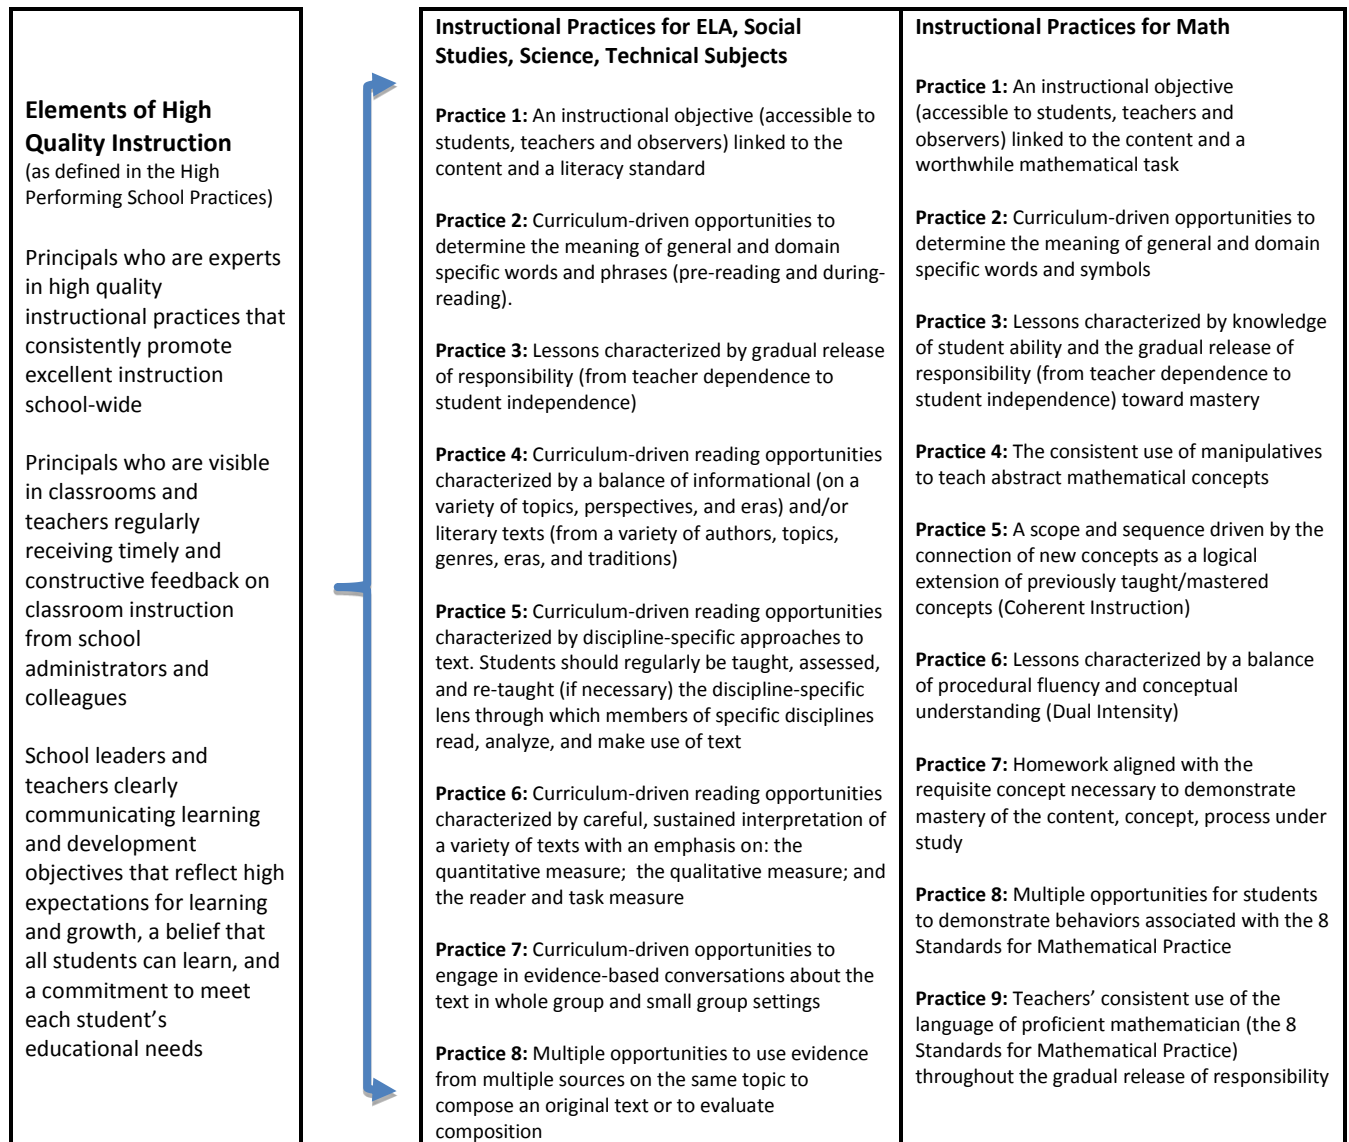 Elements of High
Quality Instruction
(as defined in the High
Performing School Practices)
Principals who are experts
in high quality
instructional practices that
consistently promote
excellent instruction
school-wide
Principals who are visible
in classrooms and
teachers regularly
receiving timely and
constructive feedback on
classroom instruction
from school
administrators and
colleagues
School leaders and
teachers clearly
communicating learning
and development
objectives that reflect high
expectations for learning
and growth, a belief that
all students can learn, and
a commitment to meet
each student’s
educational needs
Instructional Practices for ELA, Social
Studies, Science, Technical Subjects
Practice 1: An instructional objective (accessible to
students, teachers and observers) linked to the
content and a literacy standard
Practice 2: Curriculum-driven opportunities to
determine the meaning of general and domain
specific words and phrases (pre-reading and during-
reading).
Practice 3: Lessons characterized by gradual release
of responsibility (from teacher dependence to
student independence)
Practice 4: Curriculum-driven reading opportunities
characterized by a balance of informational (on a
variety of topics, perspectives, and eras) and/or
literary texts (from a variety of authors, topics,
genres, eras, and traditions)
Practice 5: Curriculum-driven reading opportunities
characterized by discipline-specific approaches to
text. Students should regularly be taught, assessed,
and re-taught (if necessary) the discipline-specific
lens through which members of specific disciplines
read, analyze, and make use of text
Practice 6: Curriculum-driven reading opportunities
characterized by careful, sustained interpretation of
a variety of texts with an emphasis on: the
quantitative measure;  the qualitative measure; and
the reader and task measure
Practice 7: Curriculum-driven opportunities to
engage in evidence-based conversations about the
text in whole group and small group settings
Practice 8: Multiple opportunities to use evidence
from multiple sources on the same topic to
compose an original text or to evaluate
composition
Instructional Practices for Math
Practice 1: An instructional objective
(accessible to students, teachers and
observers) linked to the content and a
worthwhile mathematical task
Practice 2: Curriculum-driven opportunities to
determine the meaning of general and domain
specific words and symbols
Practice 3: Lessons characterized by knowledge
of student ability and the gradual release of
responsibility (from teacher dependence to
student independence) toward mastery
Practice 4: The consistent use of manipulatives
to teach abstract mathematical concepts
Practice 5: A scope and sequence driven by the
connection of new concepts as a logical
extension of previously taught/mastered
concepts (Coherent Instruction)
Practice 6: Lessons characterized by a balance
of procedural fluency and conceptual
understanding (Dual Intensity)
Practice 7: Homework aligned with the
requisite concept necessary to demonstrate
mastery of the content, concept, process under
study
Practice 8: Multiple opportunities for students
to demonstrate behaviors associated with the 8
Standards for Mathematical Practice
Practice 9: Teachers’ consistent use of the
language of proficient mathematician (the 8
Standards for Mathematical Practice)
throughout the gradual release of responsibility